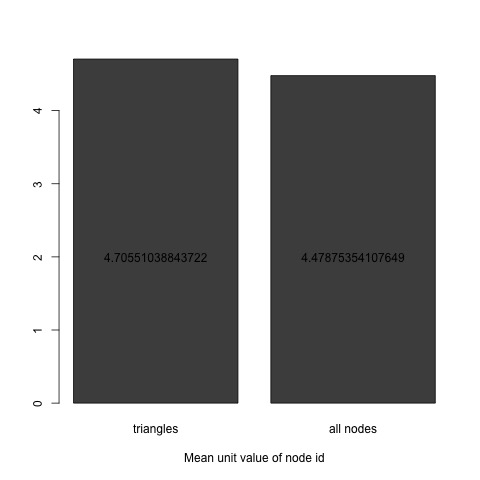 4
3
2
1
0
4.70551038843722
4.47875354107649
triangles
all nodes
Mean unit value of node id